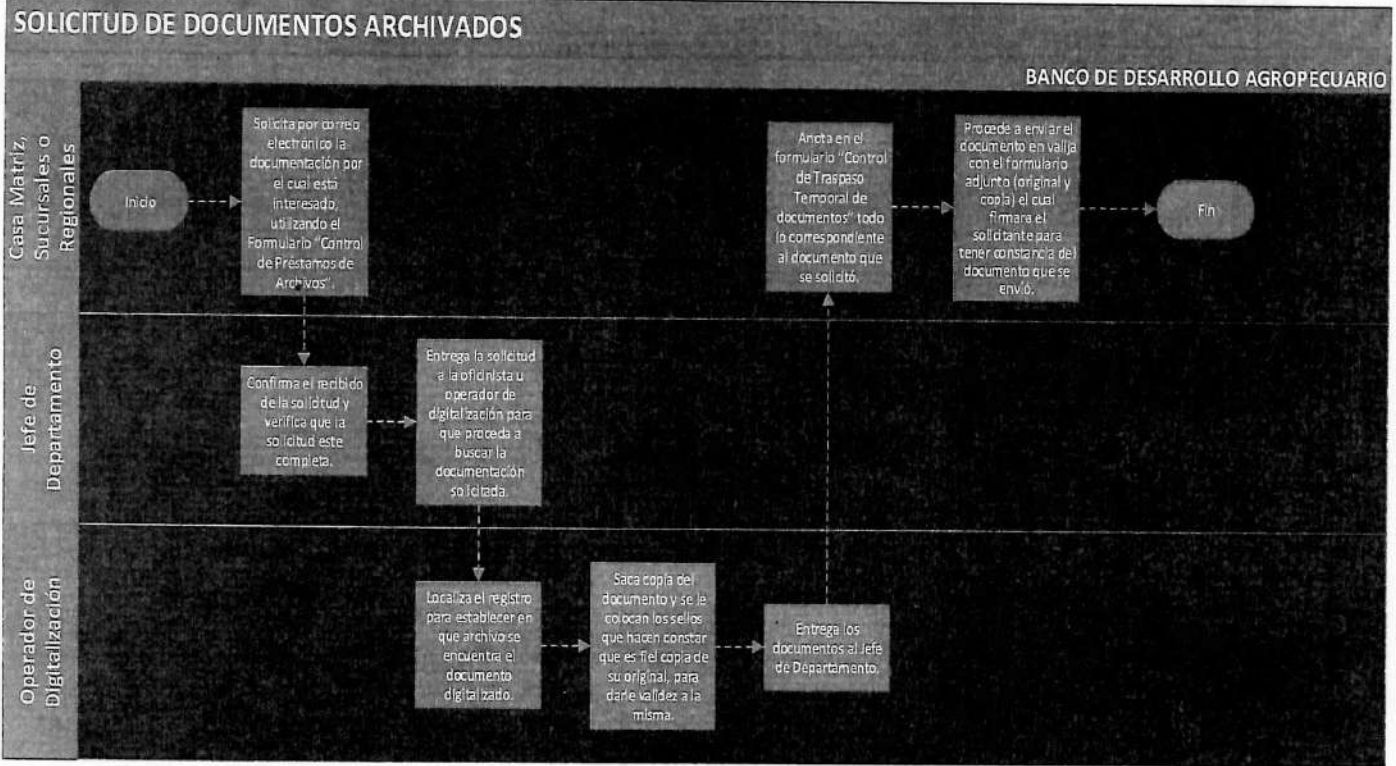 SOLICITUD DE DOCUMENTOS ARCHIVADOS
BANCO DE DESARROLLO AGROPECUARIO
Casa Matriz,
Sucursales o
Regionales
Inicio
Solicita por correo
electrónico la
documentación por
el cual está
interesado,
utilizando el
Formulario "Control
de Préstamos de
Archivos".
Anota en el
formulario "Control
de Traspaso
Temporal de
documentos" todo
lo correspondiente
al documento que
se solicitó.
Procede a enviar el
documento en valija
con el formulario
adjunto (original y
copia) el cual
firmara el
solicitante para
tener constancia del
documento que se
envío.
Fin
Jefe de
Departamento
Confirma el recibido
de la solicitud y
verifica que la
solicitud este
completa.
Entrega la solicitud
a la oficinista u
operador de
digitalización para
que proceda a
buscar la
documentación
solicitada.
Operador de
Digitalización
Localiza el registro
para establecer en
que archivo se
encuentra el
documento
digitalizado.
Saca copia del
documento y se le
colocan los sellos
que hacen constar
que es fiel copia de
su original, para
darle validez a la
misma.
Entrega los
documentos al Jefe
de Departamento.